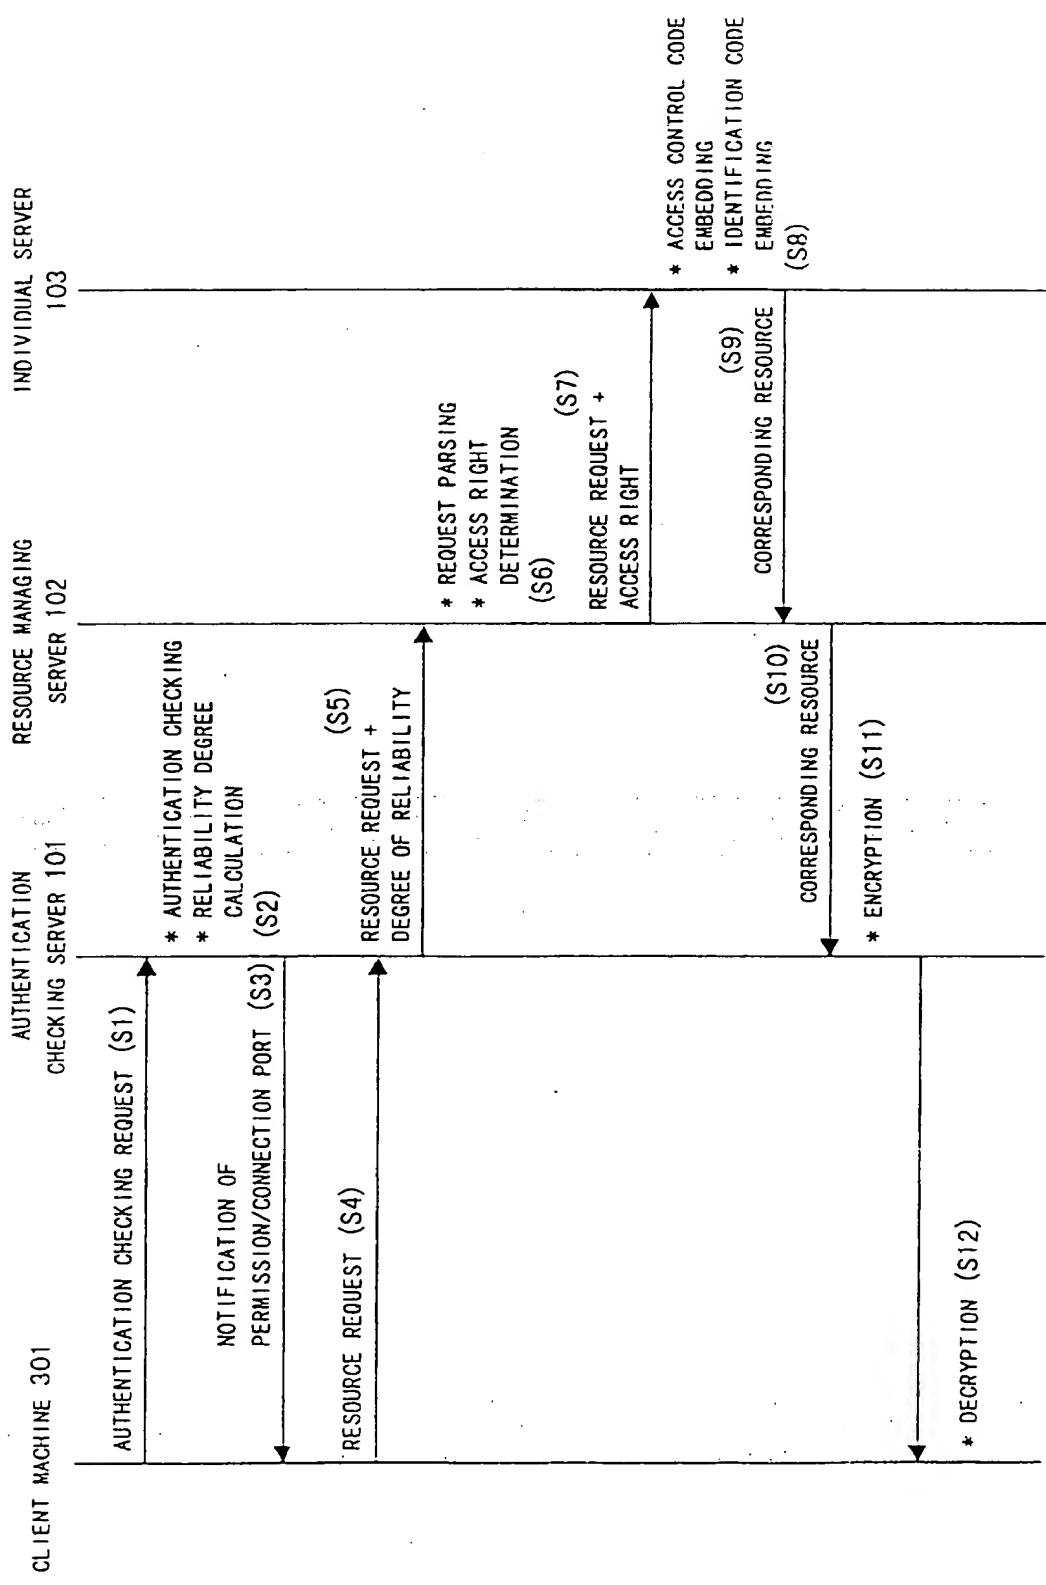 CLIENT MACHINE 301
AUTHENTICATION
CHECKING SERVER 101
RESOURCE MANAGING
SERVER 102
INDIVIDUAL SERVER
103
AUTHENTICATION CHECKING REQUEST (S1)
* AUTHENTICATION CHECKING
* RELIABILITY DEGREE
CALCULATION
(S2)
NOTIFICATION OF
PERMISSION/CONNECTION PORT (S3)
RESOURCE REQUEST (S4)
(S5)
RESOURCE REQUEST +
DEGREE OF RELIABILITY
* REQUEST PARSING
* ACCESS RIGHT
DETERMINATION
(S6)
(S7)
RESOURCE REQUEST +
ACCESS RIGHT
* ACCESS CONTROL CODE
EMBEDDING
* IDENTIFICATION CODE
EMBEDDING
(S8)
(S9)
CORRESPONDING RESOURCE
(S10)
CORRESPONDING RESOURCE
* ENCRYPTION (S11)
* DECRYPTION (S12)